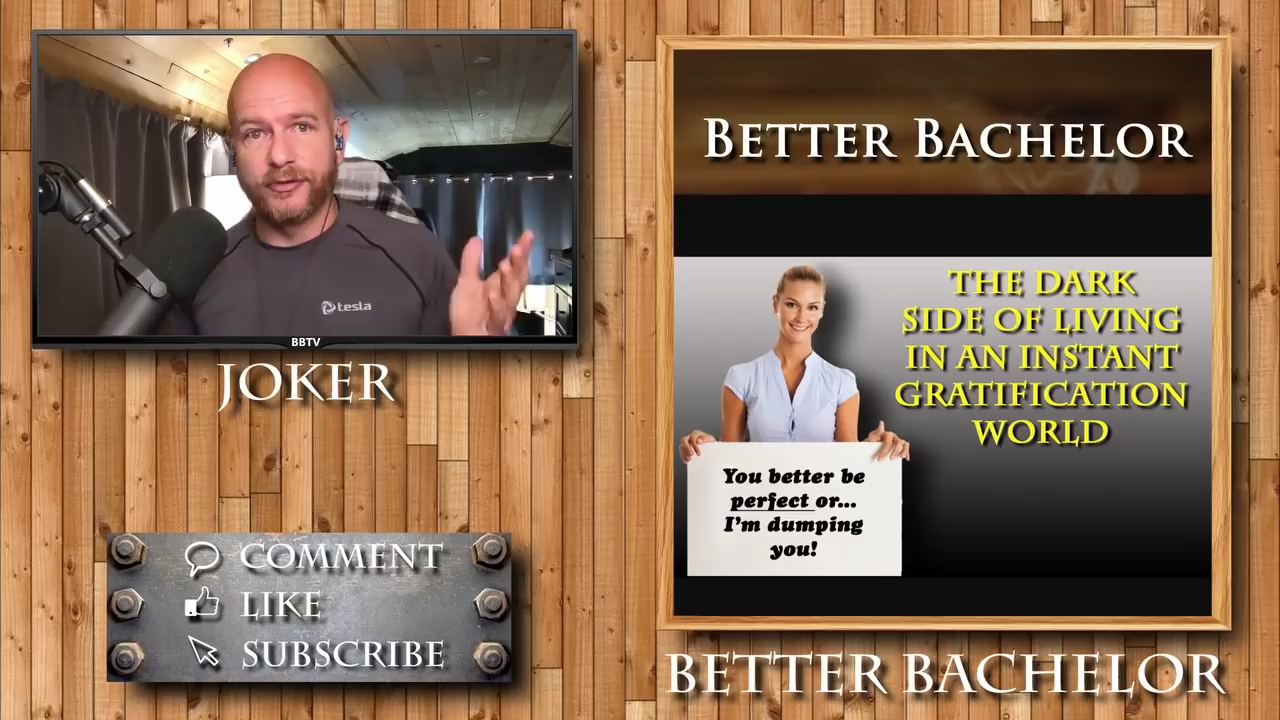 tesla
BBTV
JOKER
COMMENT
LIKE
SUBSCRIBE
BETTER BACHELOR
THE DARK
SIDE OF LIVING
IN AN INSTANT
GRATIFICATION
WORLD
You better be
perfect or...
I'm dumping
you!
BETTER BACHELOR